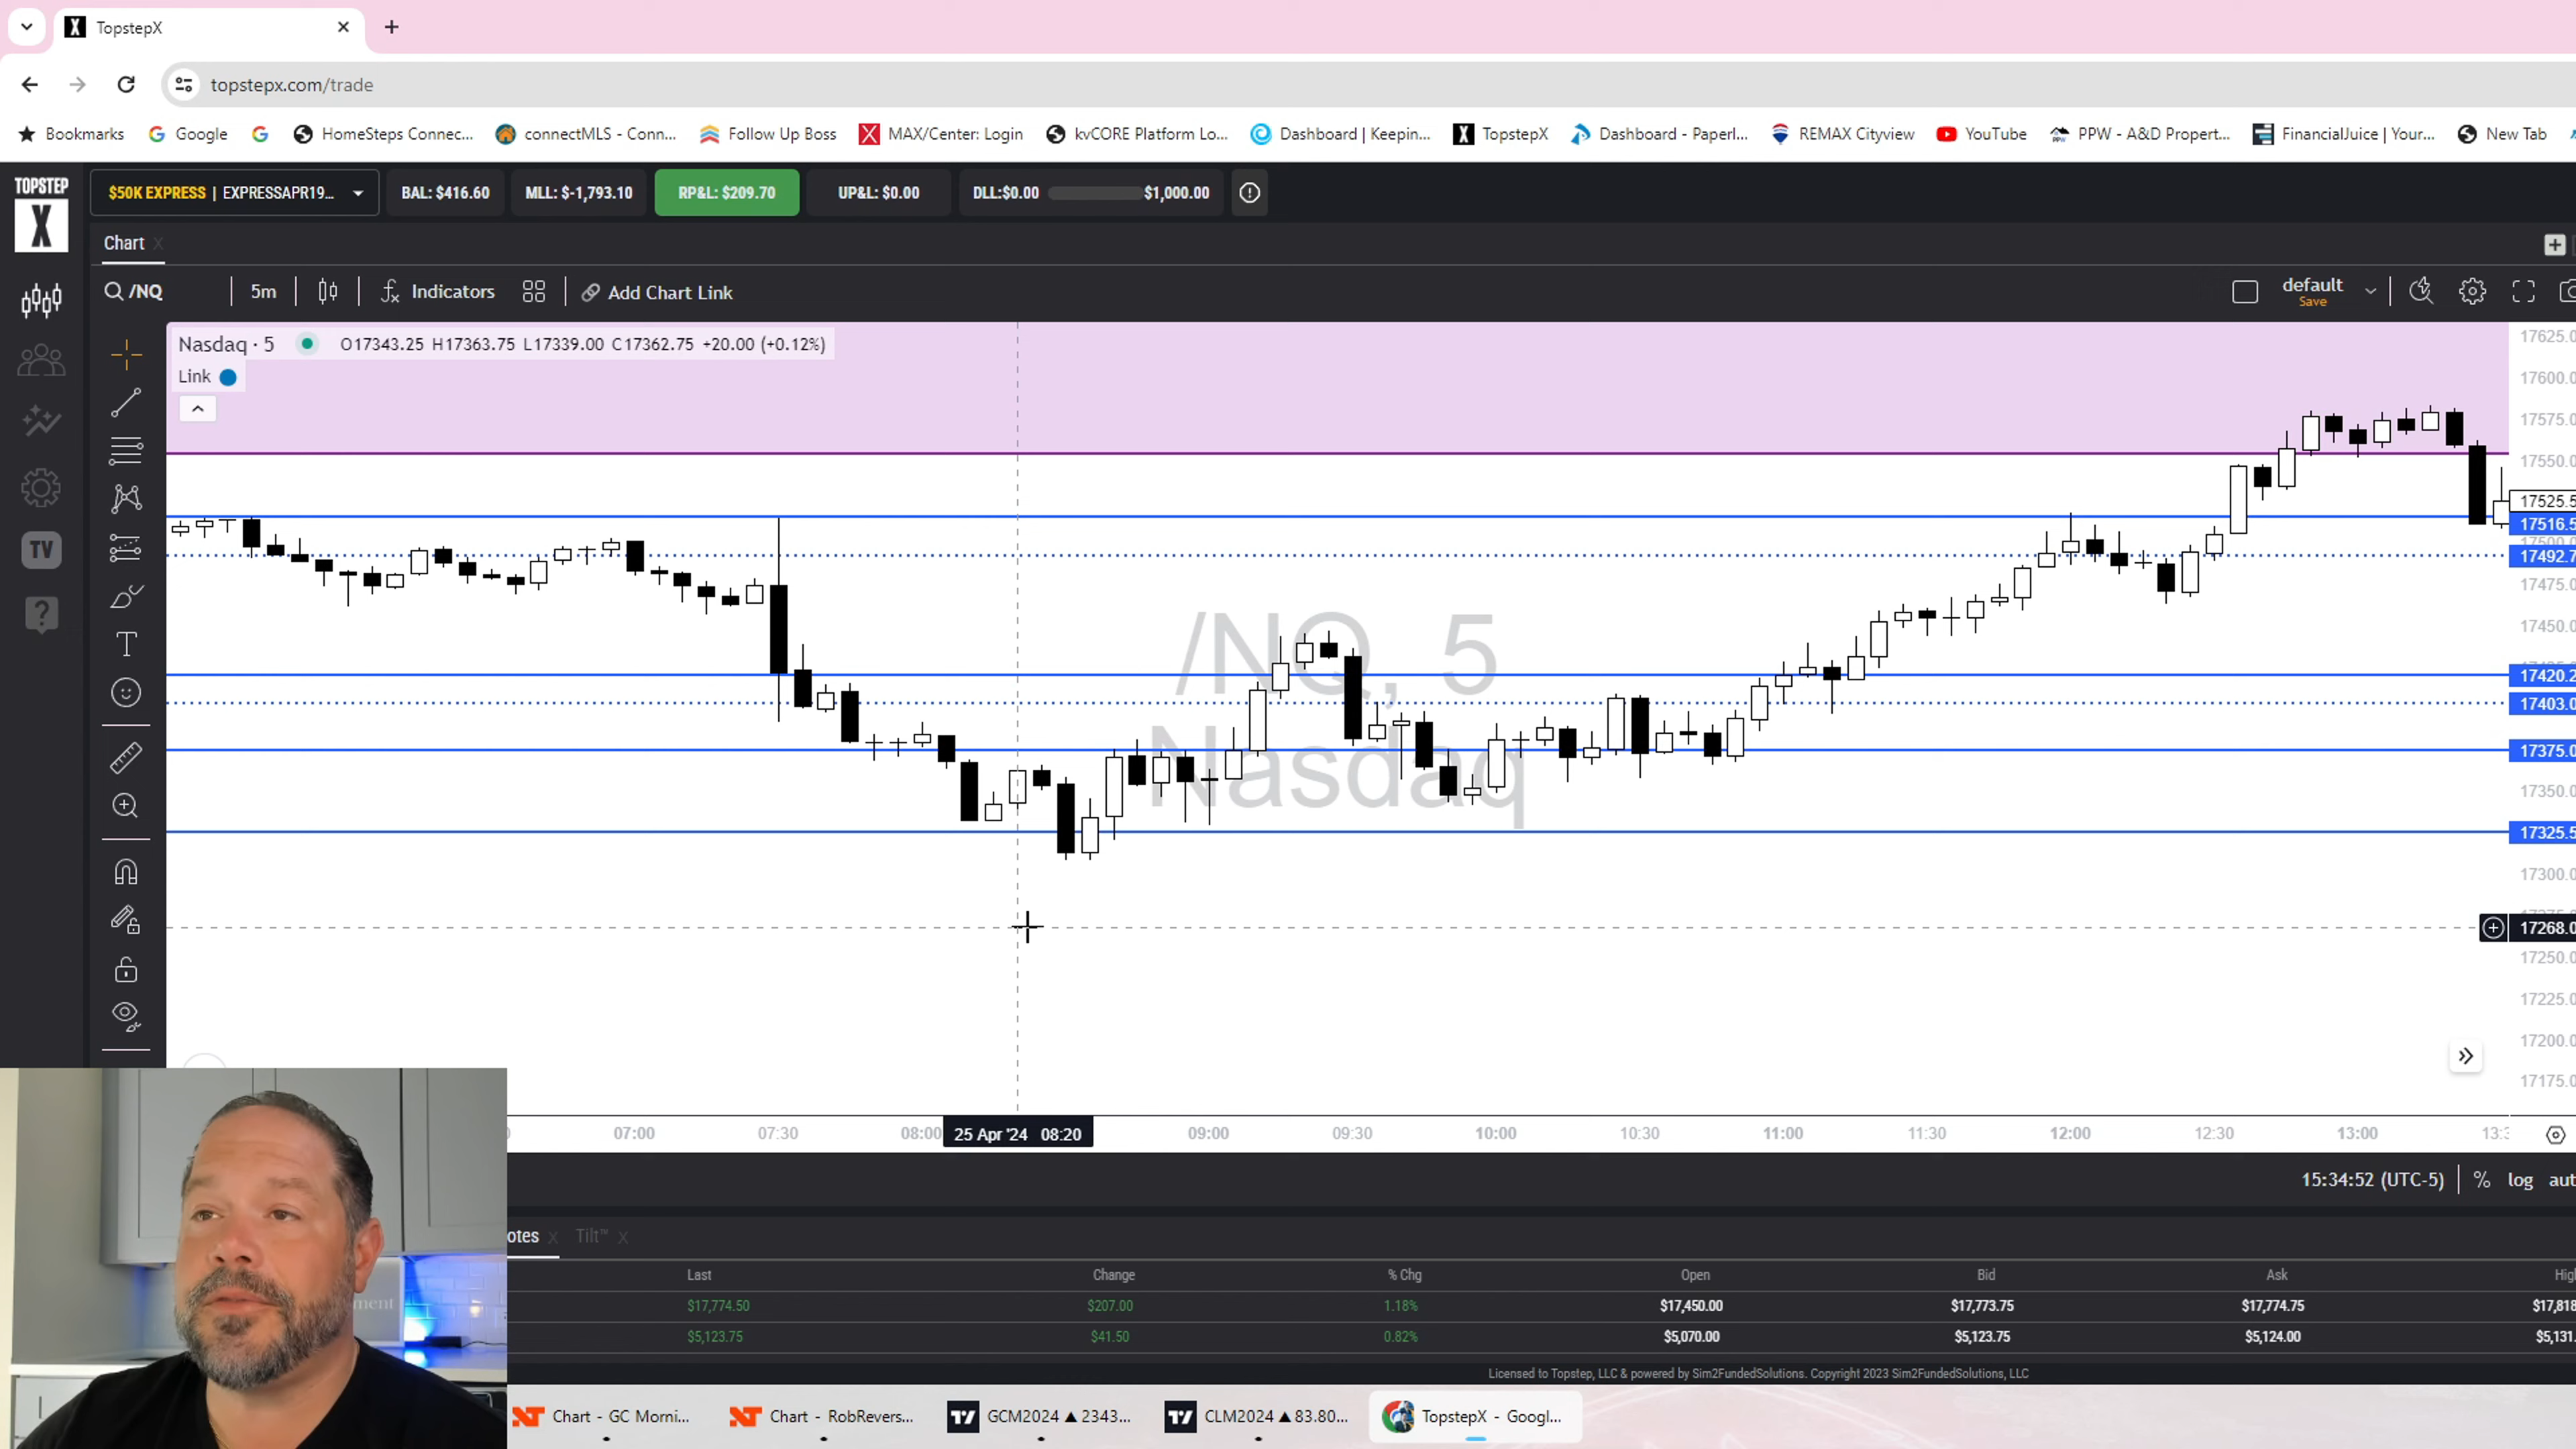 TopstepX
topstepx.com/trade
Bookmarks Google HomeSteps Connec... connectMLS - Conn... Follow Up Boss MAX/Center: Login kvCORE Platform Lo... Dashboard | Keepin... TopstepX Dashboard - Paperl... REMAX Cityview YouTube PPW - A&D Propert... FinancialJuice | Your... New Tab
TOPSTEP
X
$50K EXPRESS | EXPRESSAPR19... BAL: $416.60 MLL: $-1,793.10 RP&L: $209.70 UP&L: $0.00 DLL:$0.00 $1,000.00
Chart x
/NQ 5m Indicators Add Chart Link default
Save
Nasdaq · 5 O17343.25 H17363.75 L17339.00 C17362.75 +20.00 (+0.12%)
Link
TV
/NQ, 5
Nasdaq
17625.0
17600.0
17575.0
17550.0
17525.5
17516.5
17492.7
17475.0
17450.0
17420.2
17403.0
17375.0
17350.0
17325.5
17300.0
17268.0
17250.0
17225.0
17200.0
17175.0
07:00 07:30 08:00 25 Apr '24 08:20 09:00 09:30 10:00 10:30 11:00 11:30 12:00 12:30 13:00 13:3
15:34:52 (UTC-5) % log aut
otes x Tilt™ x
Last Change % Chg Open Bid Ask Hig
$17,774.50 $207.00 1.18% $17,450.00 $17,773.75 $17,774.75 $17,818
$5,123.75 $41.50 0.82% $5,070.00 $5,123.75 $5,124.00 $5,131.
Licensed to Topstep, LLC & powered by Sim2FundedSolutions. Copyright 2023 Sim2FundedSolutions, LLC
Chart - GC Morni... Chart - RobRevers... GCM2024 ▲ 2343... CLM2024 ▲ 83.80... TopstepX - Googl...